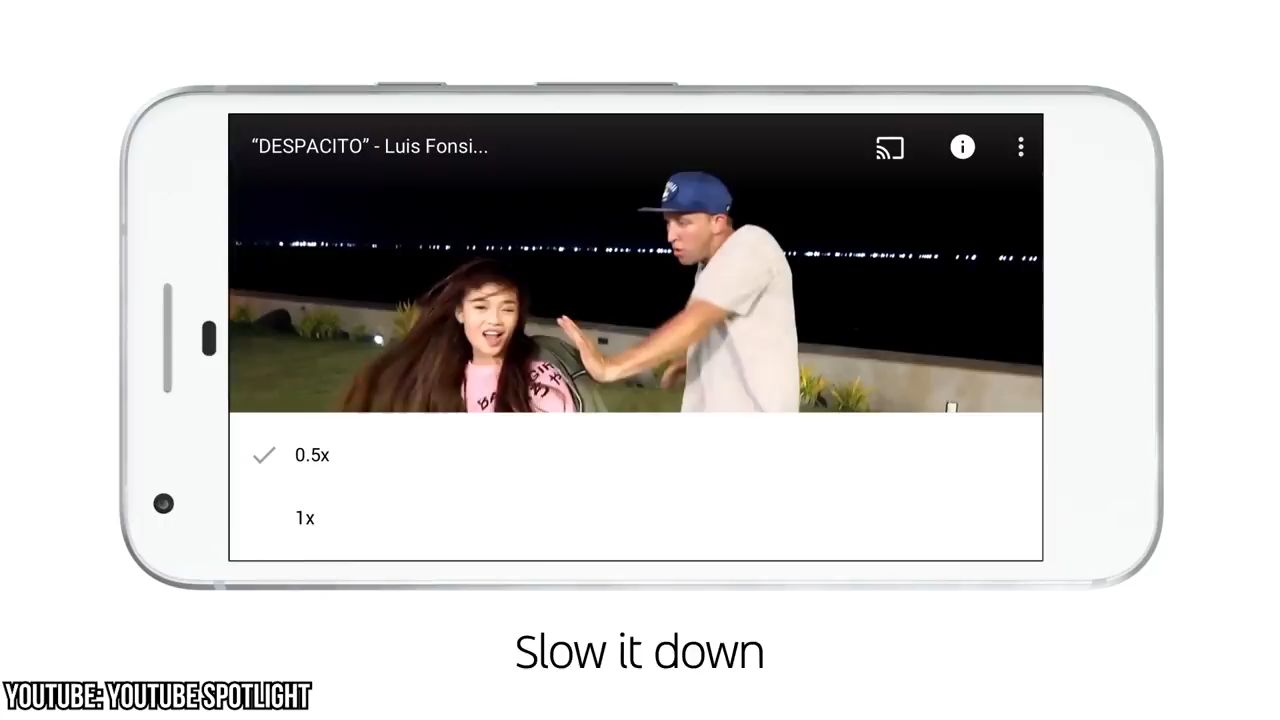 “DESPACITO” - Luis Fonsi...
0.5x
1x
Slow it down
YOUTUBE: YOUTUBE SPOTLIGHT